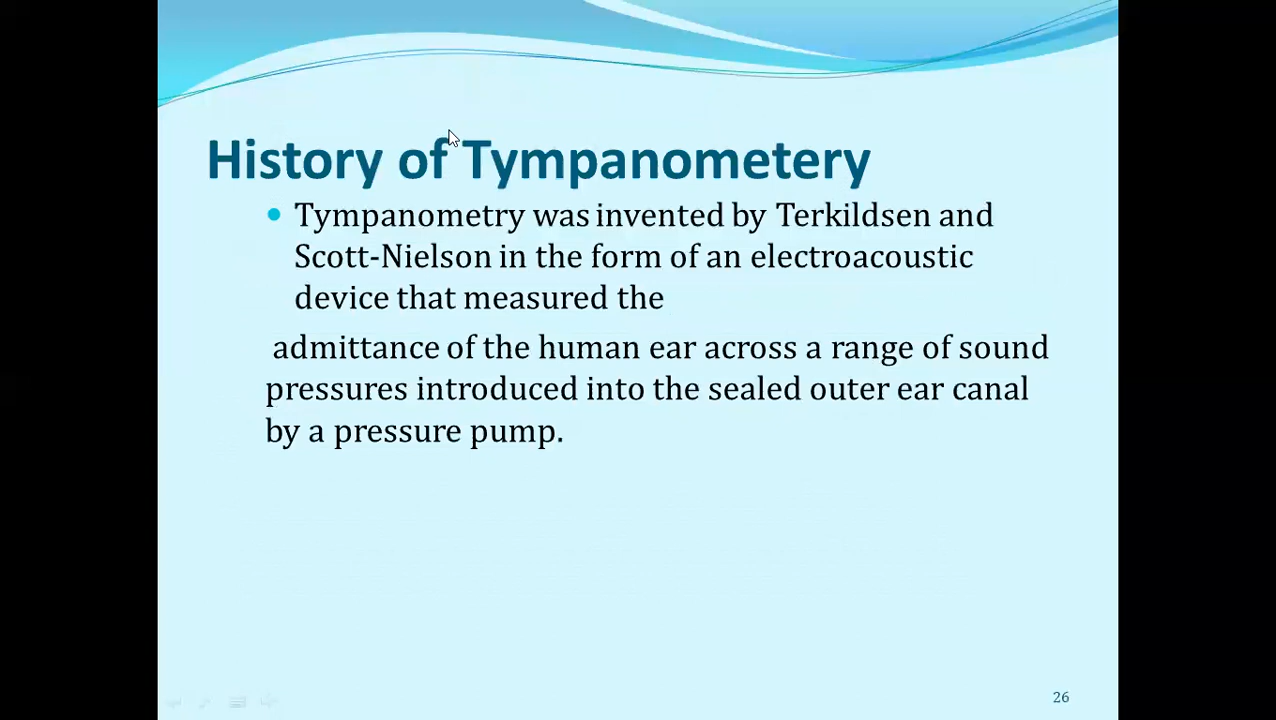 History of Tympanometery
• Tympanometry was invented by Terkildsen and
Scott-Nielson in the form of an electroacoustic
device that measured the
admittance of the human ear across a range of sound
pressures introduced into the sealed outer ear canal
by a pressure pump.
26